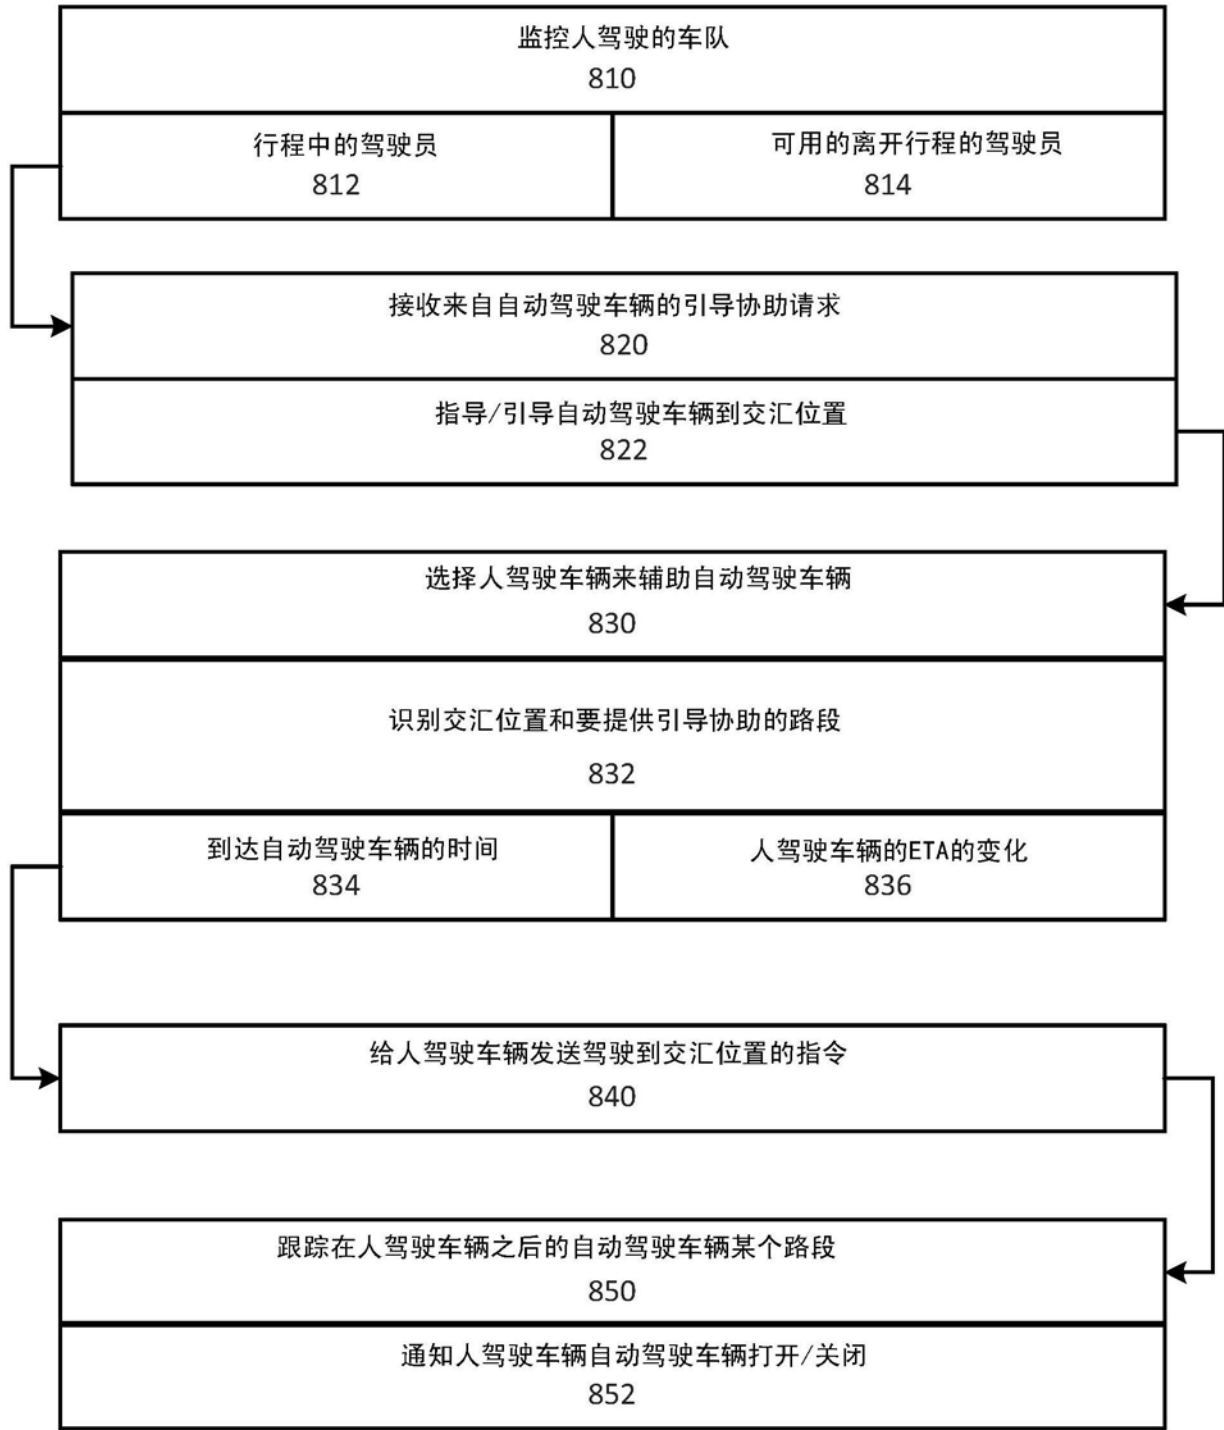 监控人驾驶的车队
810
行程中的驾驶员
812
可用的离开行程的驾驶员
814
接收来自自动驾驶车辆的引导协助请求
820
指导/引导自动驾驶车辆到交汇位置
822
选择人驾驶车辆来辅助自动驾驶车辆
830
识别交汇位置和要提供引导协助的路段
832
到达自动驾驶车辆的时间
834
人驾驶车辆的ETA的变化
836
给人驾驶车辆发送驾驶到交汇位置的指令
840
跟踪在人驾驶车辆之后的自动驾驶车辆某个路段
850
通知人驾驶车辆自动驾驶车辆打开/关闭
852